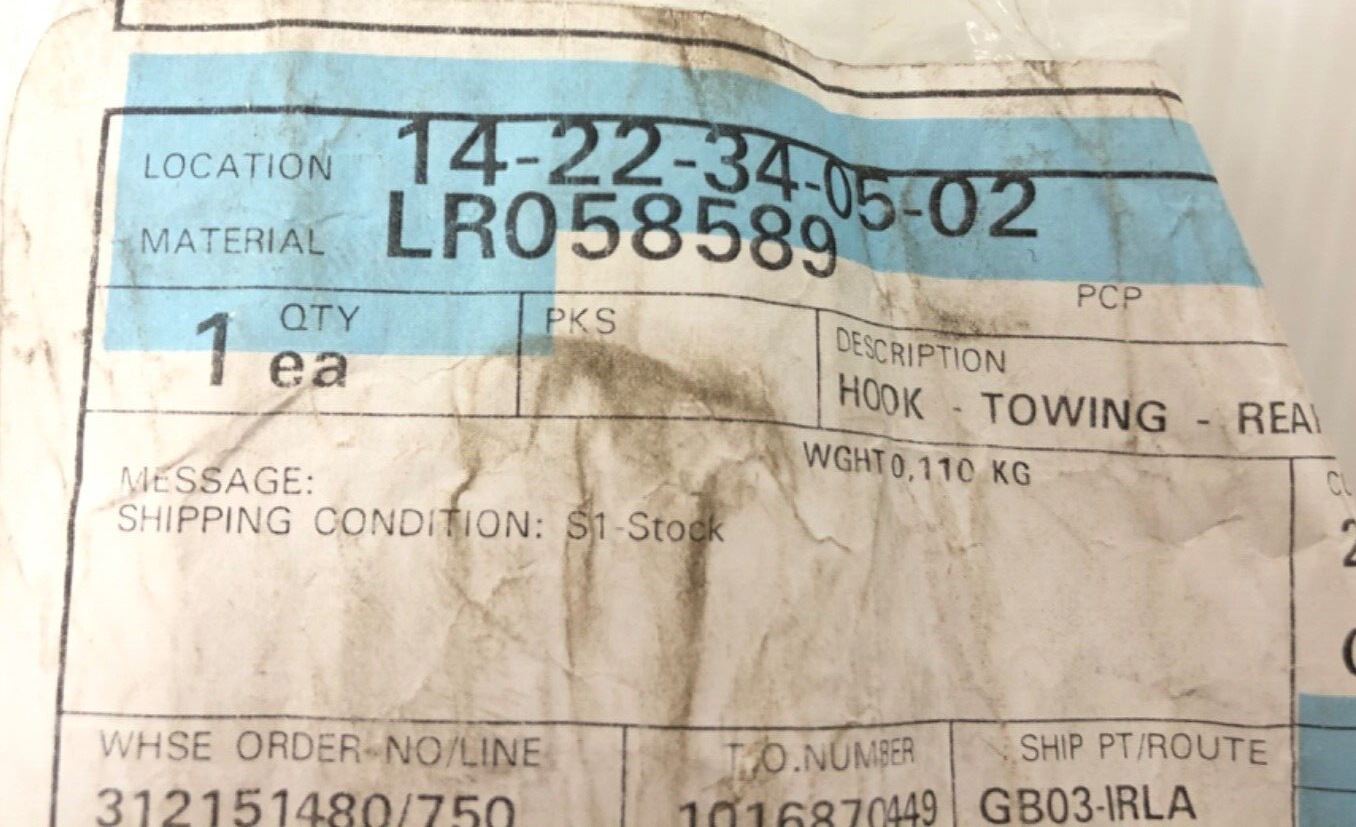 LOCATION 14-22-34-05-02
MATERIAL LR058589
PCP
QTY PKS
1 ea
DESCRIPTION
HOOK - TOWING - REA
WGHT 0,110 KG
MESSAGE:
SHIPPING CONDITION: S1-Stock
WHSE ORDER-NO/LINE T.O.NUMBER SHIP PT/ROUTE
312151480/750 1016870449 GB03-IRLA